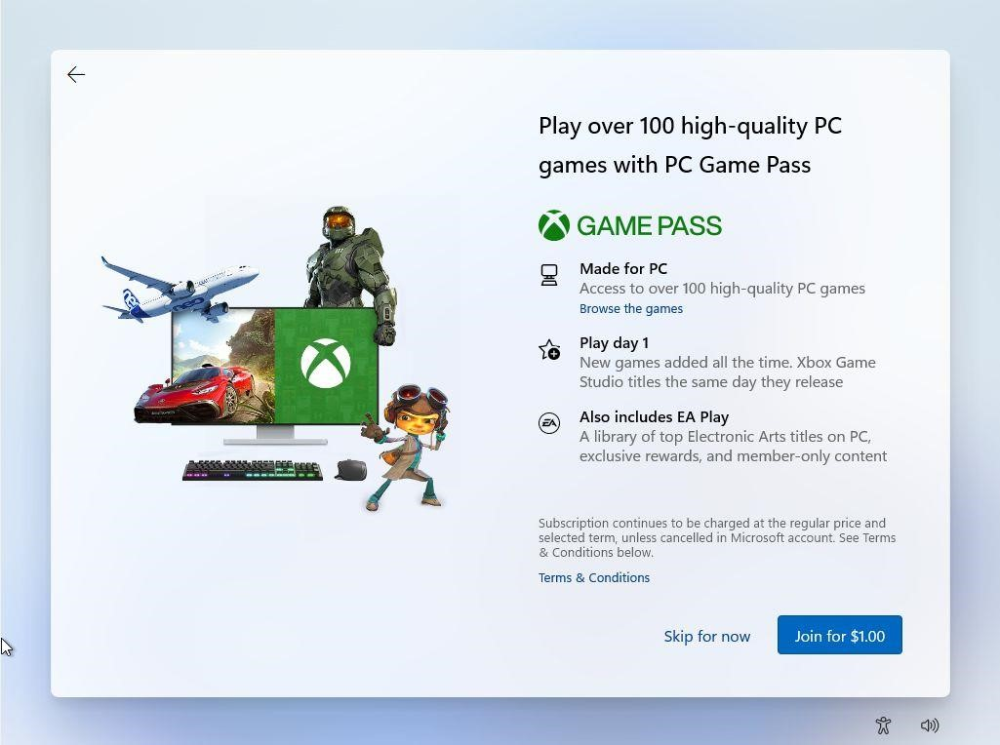 Play over 100 high-quality PC
games with PC Game Pass
GAME PASS
Made for PC
Access to over 100 high-quality PC games
Browse the games
Play day 1
New games added all the time. Xbox Game
Studio titles the same day they release
EA
Also includes EA Play
A library of top Electronic Arts titles on PC,
exclusive rewards, and member-only content
Subscription continues to be charged at the regular price and
selected term, unless cancelled in Microsoft account. See Terms
& Conditions below.
Terms & Conditions
Skip for now
Join for $1.00